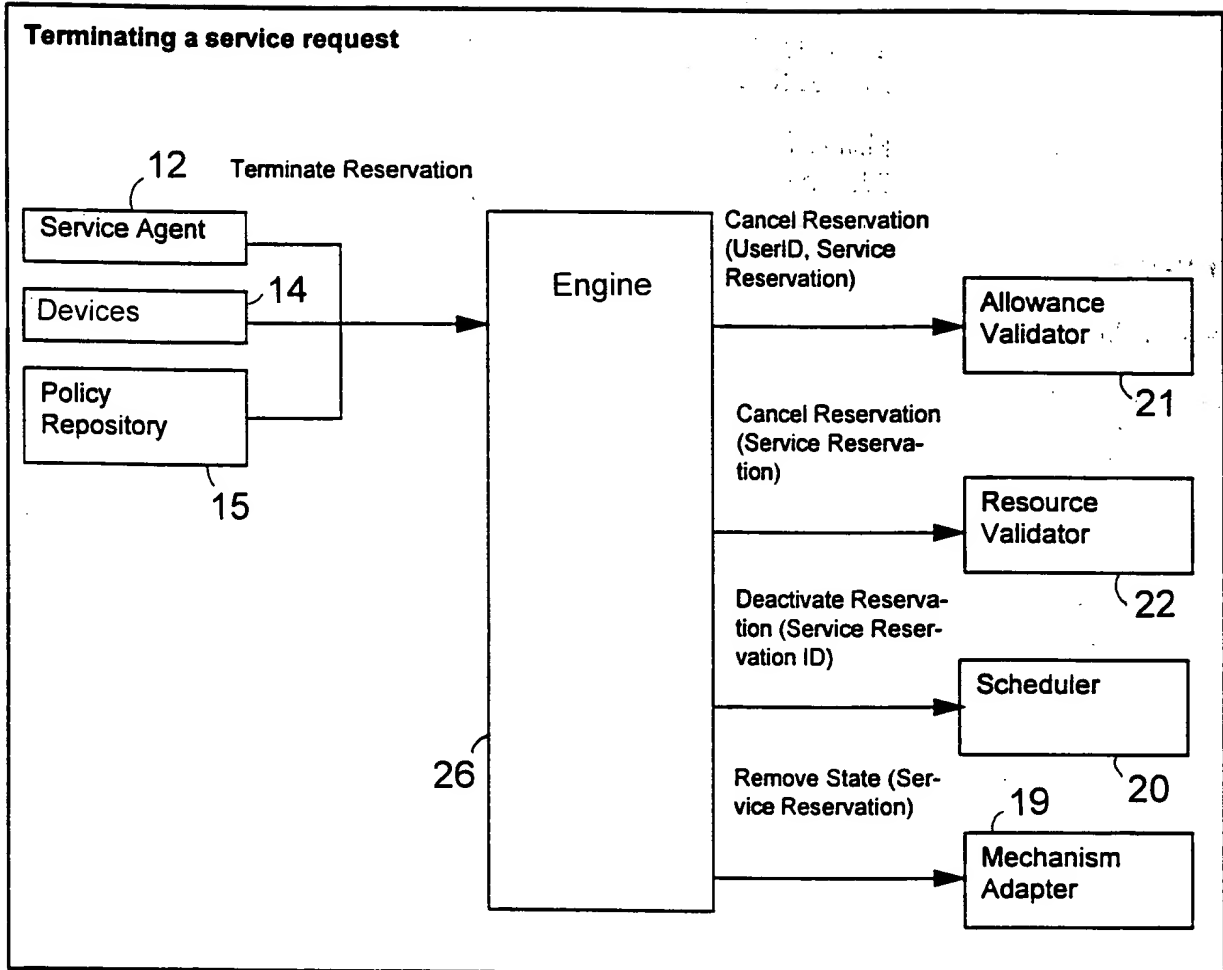 Terminating a service request
12
Terminate Reservation
Service Agent
14
Devices
Policy
Repository
15
Engine
26
Cancel Reservation
(UserID, Service
Reservation)
Allowance
Validator
21
Cancel Reservation
(Service Reserva-
tion)
Resource
Validator
22
Deactivate Reserva-
tion (Service Reser-
vation ID)
Scheduler
20
Remove State (Ser-
vice Reservation)
19
Mechanism
Adapter